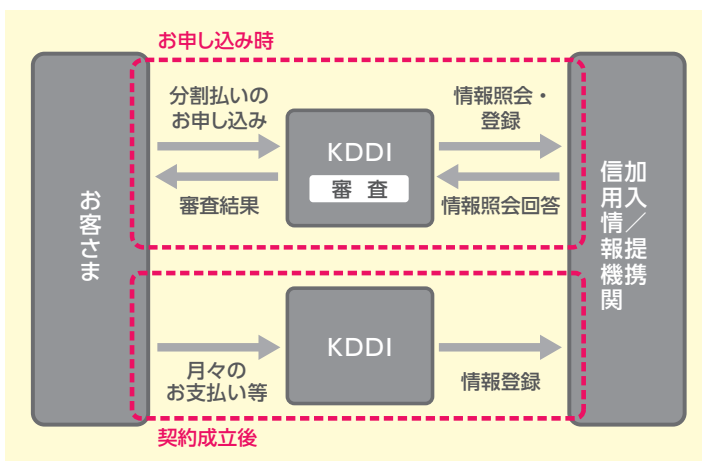 お申し込み時
お客さま
分割払いの
お申し込み
審査結果
KDDI
審 査
情報照会・
登録
情報照会回答
加入／提携
信用情報機関
月々の
お支払い等
KDDI
情報登録
契約成立後